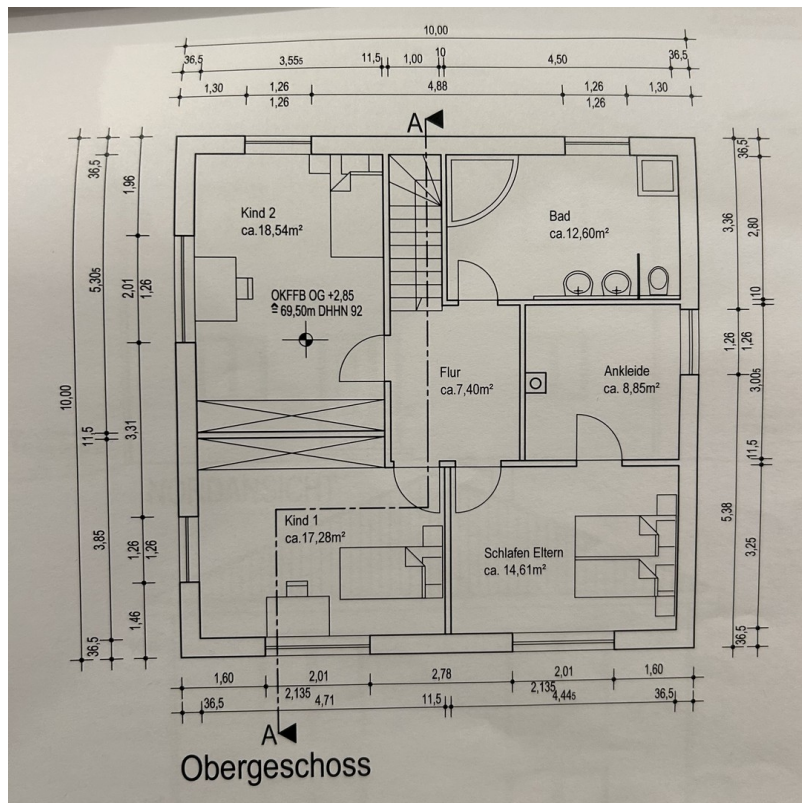 10,00
36,5 3,55⁵ 11,5 1,00 10 4,50 36,5
1,30 1,26 4,88 1,26 1,30
1,26 1,26
A
36,5
5,30⁵
11,5
3,85
36,5
10,00
1,96
2,01
1,26
3,31
1,26
1,26
1,46
Kind 2
ca.18,54m²
OKFFB OG +2,85
≙ 69,50m DHHN 92
Bad
ca.12,60m²
Flur
ca.7,40m²
Ankleide
ca. 8,85m²
Kind 1
ca.17,28m²
Schlafen Eltern
ca. 14,61m²
3,36
1,26
1,26
5,38
36,5
2,80
10
3,00⁵
11,5
3,25
36,5
1,60 2,01 2,78 2,01 1,60
2,135 2,135
36,5 4,71 11,5 4,44⁵ 36,5
A
Obergeschoss